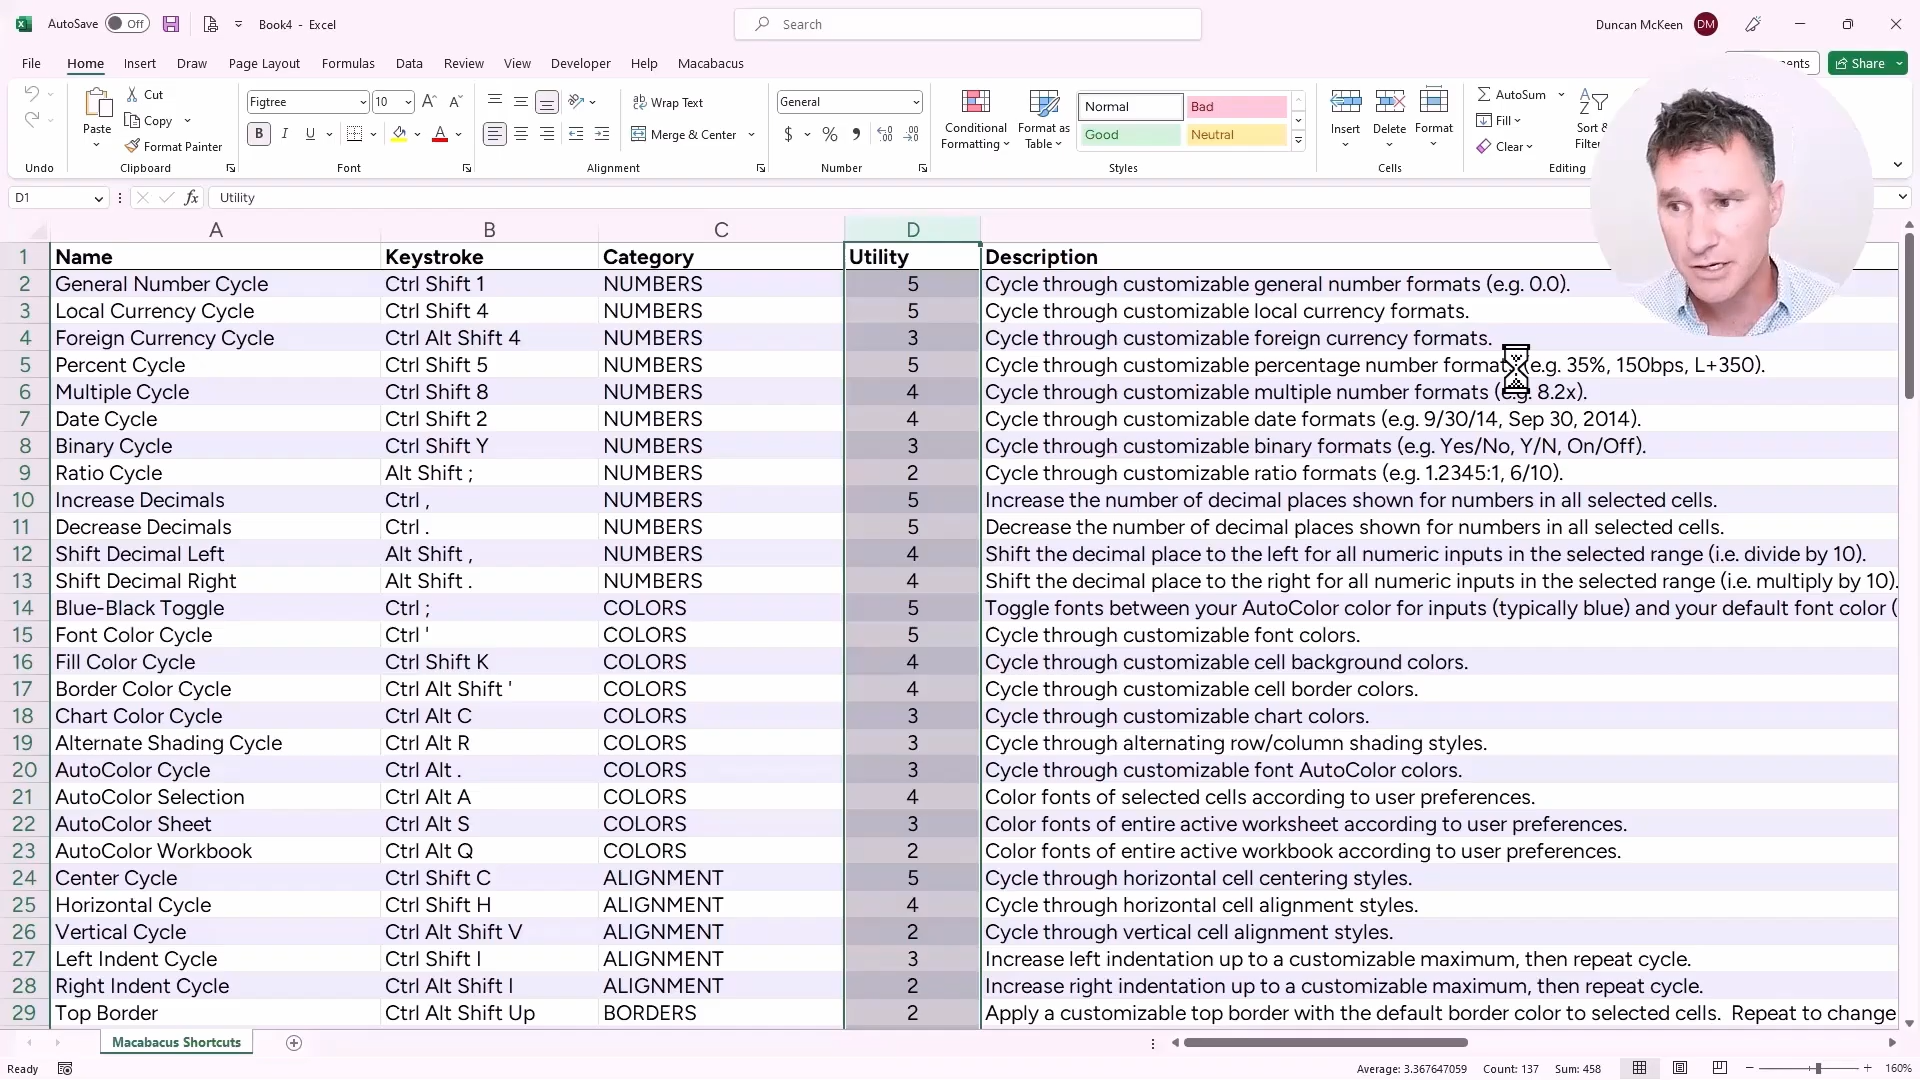 AutoSave Off Book4 - Excel Search Duncan McKeen DM
File Home Insert Draw Page Layout Formulas Data Review View Developer Help Macabacus Share
Paste Cut Copy Format Painter
Figtree 10
B I U
Wrap Text
Merge & Center
General
$ %
Conditional Formatting
Format as Table
Normal Bad
Good Neutral
Insert Delete Format
AutoSum
Fill
Clear
Undo Clipboard Font Alignment Number Styles Cells Editing
D1 fx Utility
A B C D
1 Name Keystroke Category Utility Description
2 General Number Cycle Ctrl Shift 1 NUMBERS 5 Cycle through customizable general number formats (e.g. 0.0).
3 Local Currency Cycle Ctrl Shift 4 NUMBERS 5 Cycle through customizable local currency formats.
4 Foreign Currency Cycle Ctrl Alt Shift 4 NUMBERS 3 Cycle through customizable foreign currency formats.
5 Percent Cycle Ctrl Shift 5 NUMBERS 5 Cycle through customizable percentage number formats (e.g. 35%, 150bps, L+350).
6 Multiple Cycle Ctrl Shift 8 NUMBERS 4 Cycle through customizable multiple number formats (e.g. 8.2x).
7 Date Cycle Ctrl Shift 2 NUMBERS 4 Cycle through customizable date formats (e.g. 9/30/14, Sep 30, 2014).
8 Binary Cycle Ctrl Shift Y NUMBERS 3 Cycle through customizable binary formats (e.g. Yes/No, Y/N, On/Off).
9 Ratio Cycle Alt Shift ; NUMBERS 2 Cycle through customizable ratio formats (e.g. 1.2345:1, 6/10).
10 Increase Decimals Ctrl , NUMBERS 5 Increase the number of decimal places shown for numbers in all selected cells.
11 Decrease Decimals Ctrl . NUMBERS 5 Decrease the number of decimal places shown for numbers in all selected cells.
12 Shift Decimal Left Alt Shift , NUMBERS 4 Shift the decimal place to the left for all numeric inputs in the selected range (i.e. divide by 10).
13 Shift Decimal Right Alt Shift . NUMBERS 4 Shift the decimal place to the right for all numeric inputs in the selected range (i.e. multiply by 10).
14 Blue-Black Toggle Ctrl ; COLORS 5 Toggle fonts between your AutoColor color for inputs (typically blue) and your default font color (
15 Font Color Cycle Ctrl ' COLORS 5 Cycle through customizable font colors.
16 Fill Color Cycle Ctrl Shift K COLORS 4 Cycle through customizable cell background colors.
17 Border Color Cycle Ctrl Alt Shift ' COLORS 4 Cycle through customizable cell border colors.
18 Chart Color Cycle Ctrl Alt C COLORS 3 Cycle through customizable chart colors.
19 Alternate Shading Cycle Ctrl Alt R COLORS 3 Cycle through alternating row/column shading styles.
20 AutoColor Cycle Ctrl Alt . COLORS 3 Cycle through customizable font AutoColor colors.
21 AutoColor Selection Ctrl Alt A COLORS 4 Color fonts of selected cells according to user preferences.
22 AutoColor Sheet Ctrl Alt S COLORS 3 Color fonts of entire active worksheet according to user preferences.
23 AutoColor Workbook Ctrl Alt Q COLORS 2 Color fonts of entire active workbook according to user preferences.
24 Center Cycle Ctrl Shift C ALIGNMENT 5 Cycle through horizontal cell centering styles.
25 Horizontal Cycle Ctrl Shift H ALIGNMENT 4 Cycle through horizontal cell alignment styles.
26 Vertical Cycle Ctrl Alt Shift V ALIGNMENT 2 Cycle through vertical cell alignment styles.
27 Left Indent Cycle Ctrl Shift I ALIGNMENT 3 Increase left indentation up to a customizable maximum, then repeat cycle.
28 Right Indent Cycle Ctrl Alt Shift I ALIGNMENT 2 Increase right indentation up to a customizable maximum, then repeat cycle.
29 Top Border Ctrl Alt Shift Up BORDERS 2 Apply a customizable top border with the default border color to selected cells. Repeat to change
Macabacus Shortcuts
Ready Average: 3.367647059 Count: 137 Sum: 458 160%